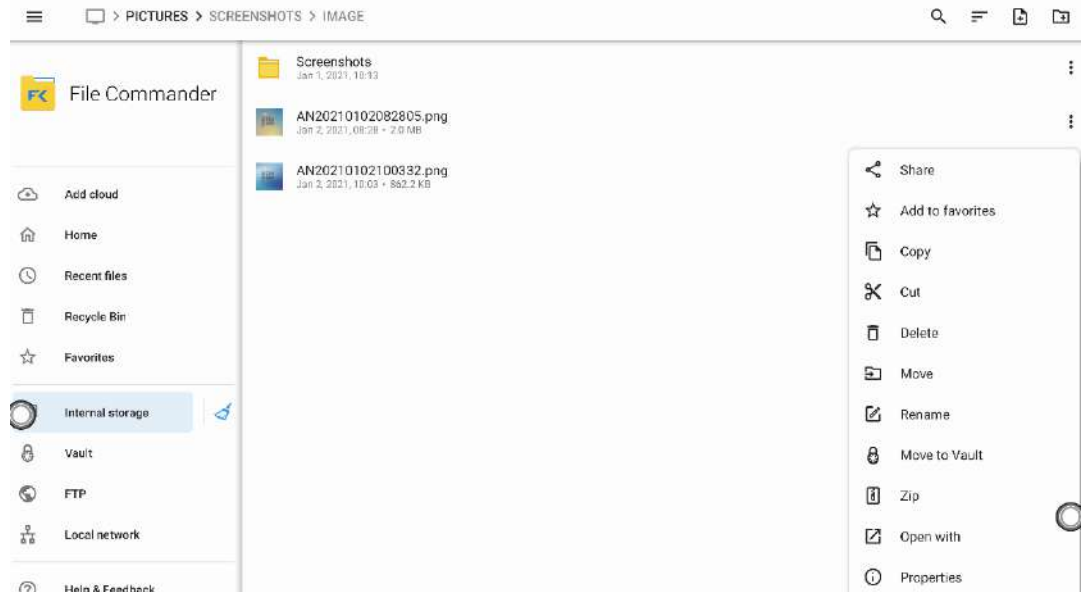 > PICTURES > SCREENSHOTS > IMAGE
FK File Commander
Add cloud
Home
Recent files
Recycle Bin
Favorites
Internal storage
Vault
FTP
Local network
Help & Feedback
Screenshots
Jan 1, 2021, 10:13
AN20210102082805.png
Jan 2, 2021, 08:28 • 2.0 MB
AN20210102100332.png
Jan 2, 2021, 10:03 • 862.2 KB
Share
Add to favorites
Copy
Cut
Delete
Move
Rename
Move to Vault
Zip
Open with
Properties